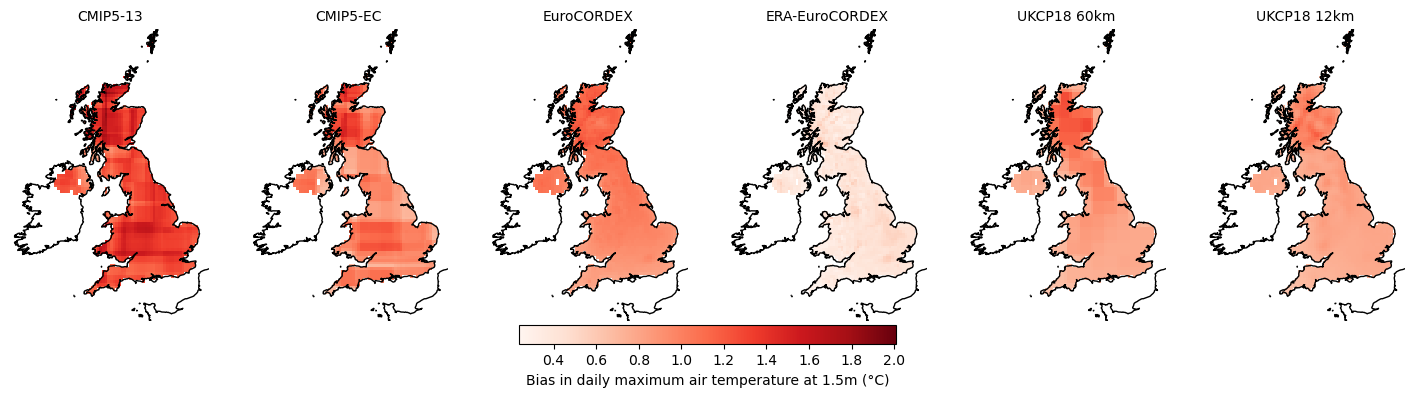 CMIP5-13
CMIP5-EC
EuroCORDEX
ERA-EuroCORDEX
UKCP18 60km
UKCP18 12km
0.4 0.6 0.8 1.0 1.2 1.4 1.6 1.8 2.0
Bias in daily maximum air temperature at 1.5m (°C)